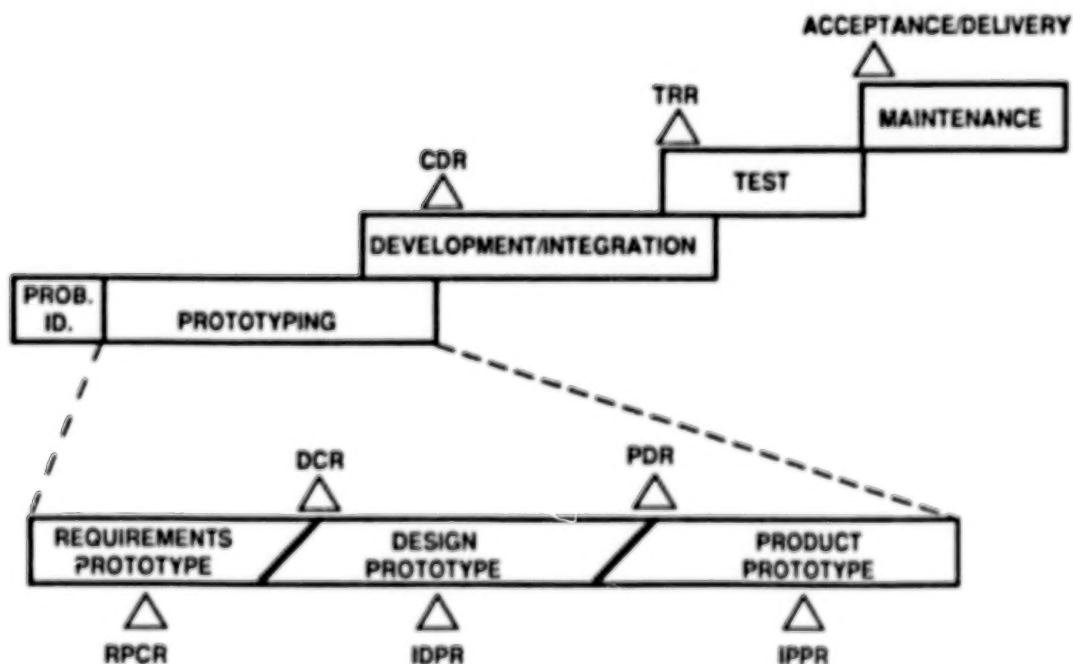 ACCEPTANCE/DELIVERY
TRR
MAINTENANCE
CDR
TEST
DEVELOPMENT/INTEGRATION
PROB.
ID.
PROTOTYPING
DCR
PDR
REQUIREMENTS
PROTOTYPE
DESIGN
PROTOTYPE
PRODUCT
PROTOTYPE
RPCR
IDPR
IPPR